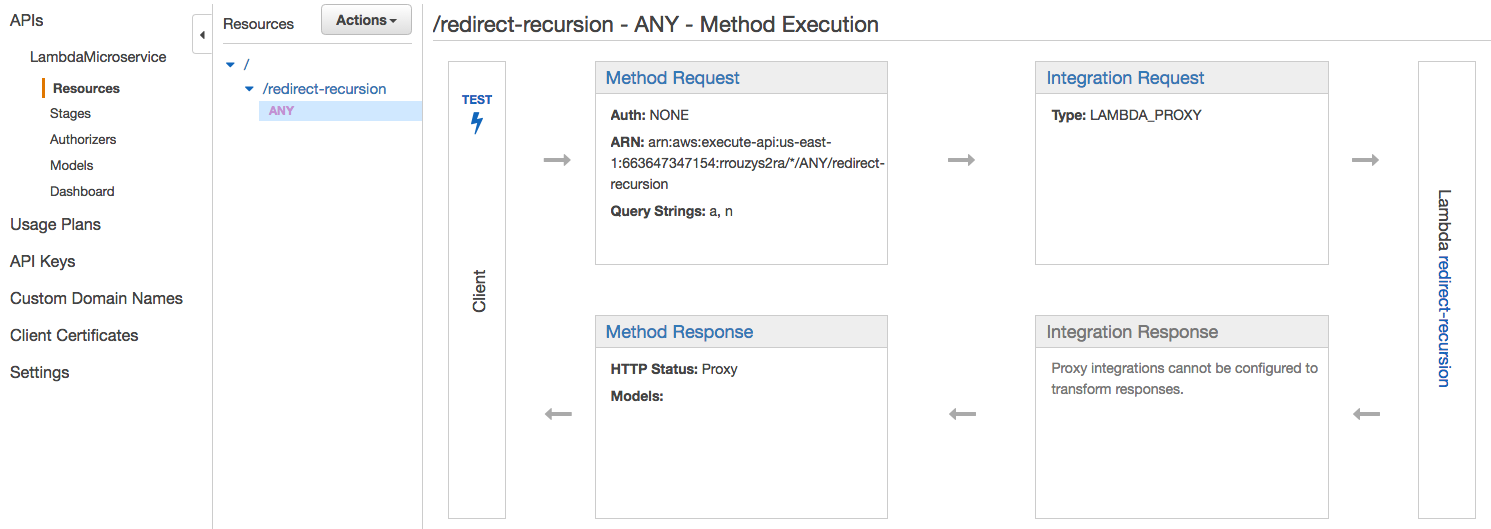 APIs
LambdaMicroservice
Resources
Stages
Authorizers
Models
Dashboard
Usage Plans
API Keys
Custom Domain Names
Client Certificates
Settings
Resources
Actions
/
/redirect-recursion
ANY
/redirect-recursion - ANY - Method Execution
TEST
Client
Method Request
Auth: NONE
ARN: arn:aws:execute-api:us-east-
1:663647347154:rrouzys2ra/*/ANY/redirect-
recursion
Query Strings: a, n
Integration Request
Type: LAMBDA_PROXY
Method Response
HTTP Status: Proxy
Models:
Integration Response
Proxy integrations cannot be configured to
transform responses.
Lambda redirect-recursion